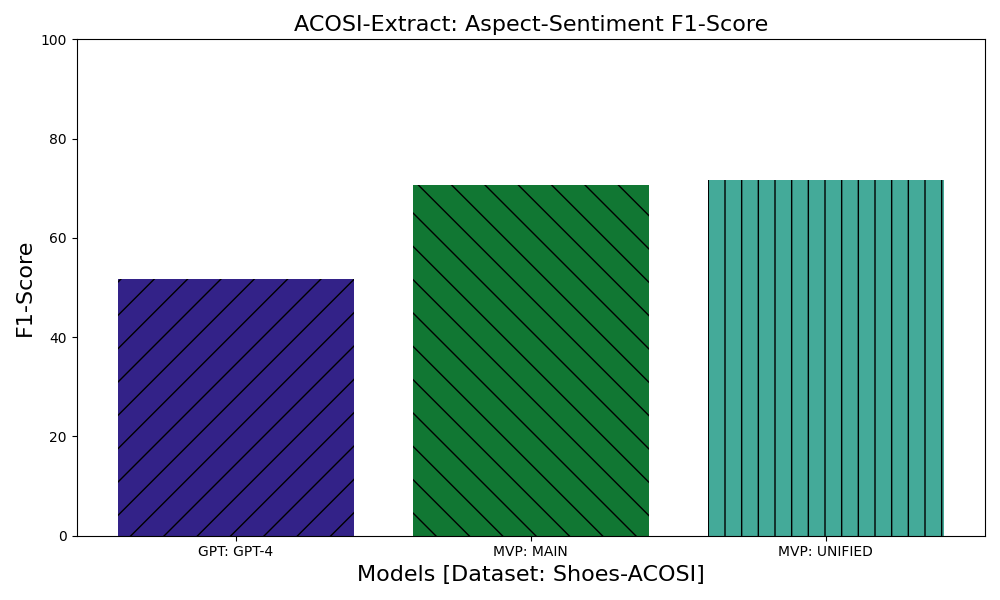 ACOSI-Extract: Aspect-Sentiment F1-Score
100
80
60
40
20
0
F1-Score
GPT: GPT-4
MVP: MAIN
MVP: UNIFIED
Models [Dataset: Shoes-ACOSI]